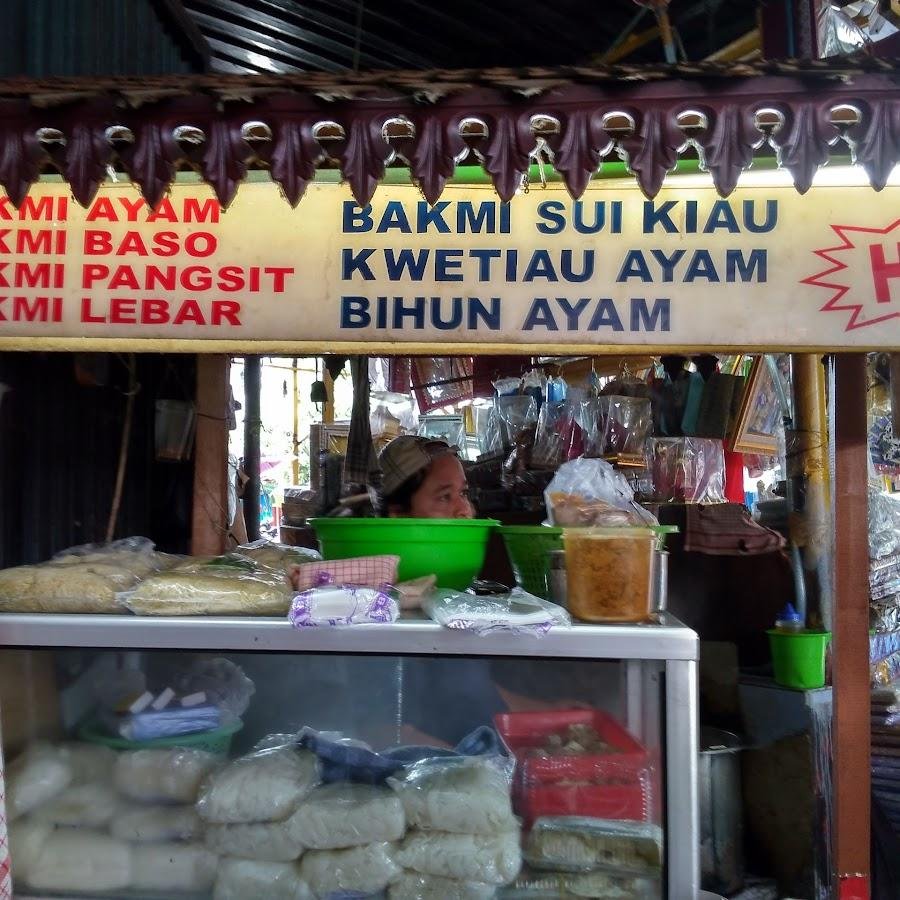 KMI AYAM
KMI BASO
KMI PANGSIT
KMI LEBAR
BAKMI SUI KIAU
KWETIAU AYAM
BIHUN AYAM
H